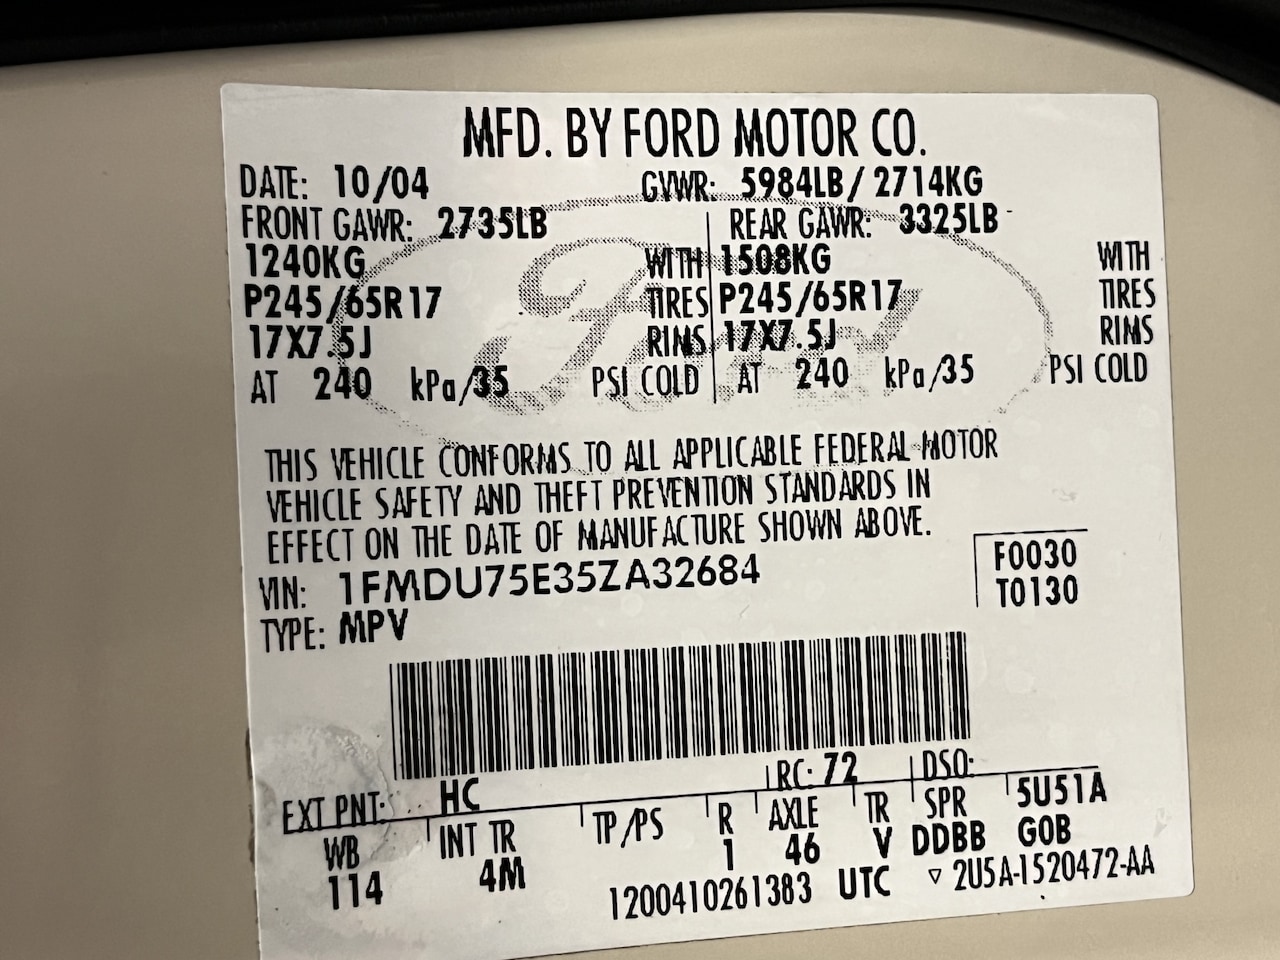 MFD. BY FORD MOTOR CO.
DATE: 10/04 GVWR: 5984LB/2714KG
FRONT GAWR: 2735LB REAR GAWR: 3325LB
1240KG WITH 1508KG WITH
P245/65R17 TIRES P245/65R17 TIRES
17X7.5J RIMS 17X7.5J RIMS
AT 240 kPa/35 PSI COLD AT 240 kPa/35 PSI COLD
Ford
THIS VEHICLE CONFORMS TO ALL APPLICABLE FEDERAL MOTOR
VEHICLE SAFETY AND THEFT PREVENTION STANDARDS IN
EFFECT ON THE DATE OF MANUFACTURE SHOWN ABOVE.
VIN: 1FMDU75E35ZA32684 F0030
TYPE: MPV T0130
EXT PNT: HC RC: 72 DSO:
WB INT TR TP/PS R AXLE TR SPR 5U51A
114 4M 1 46 V DDBB GOB
1200410261383 UTC ▽ 2U5A-1520472-AA